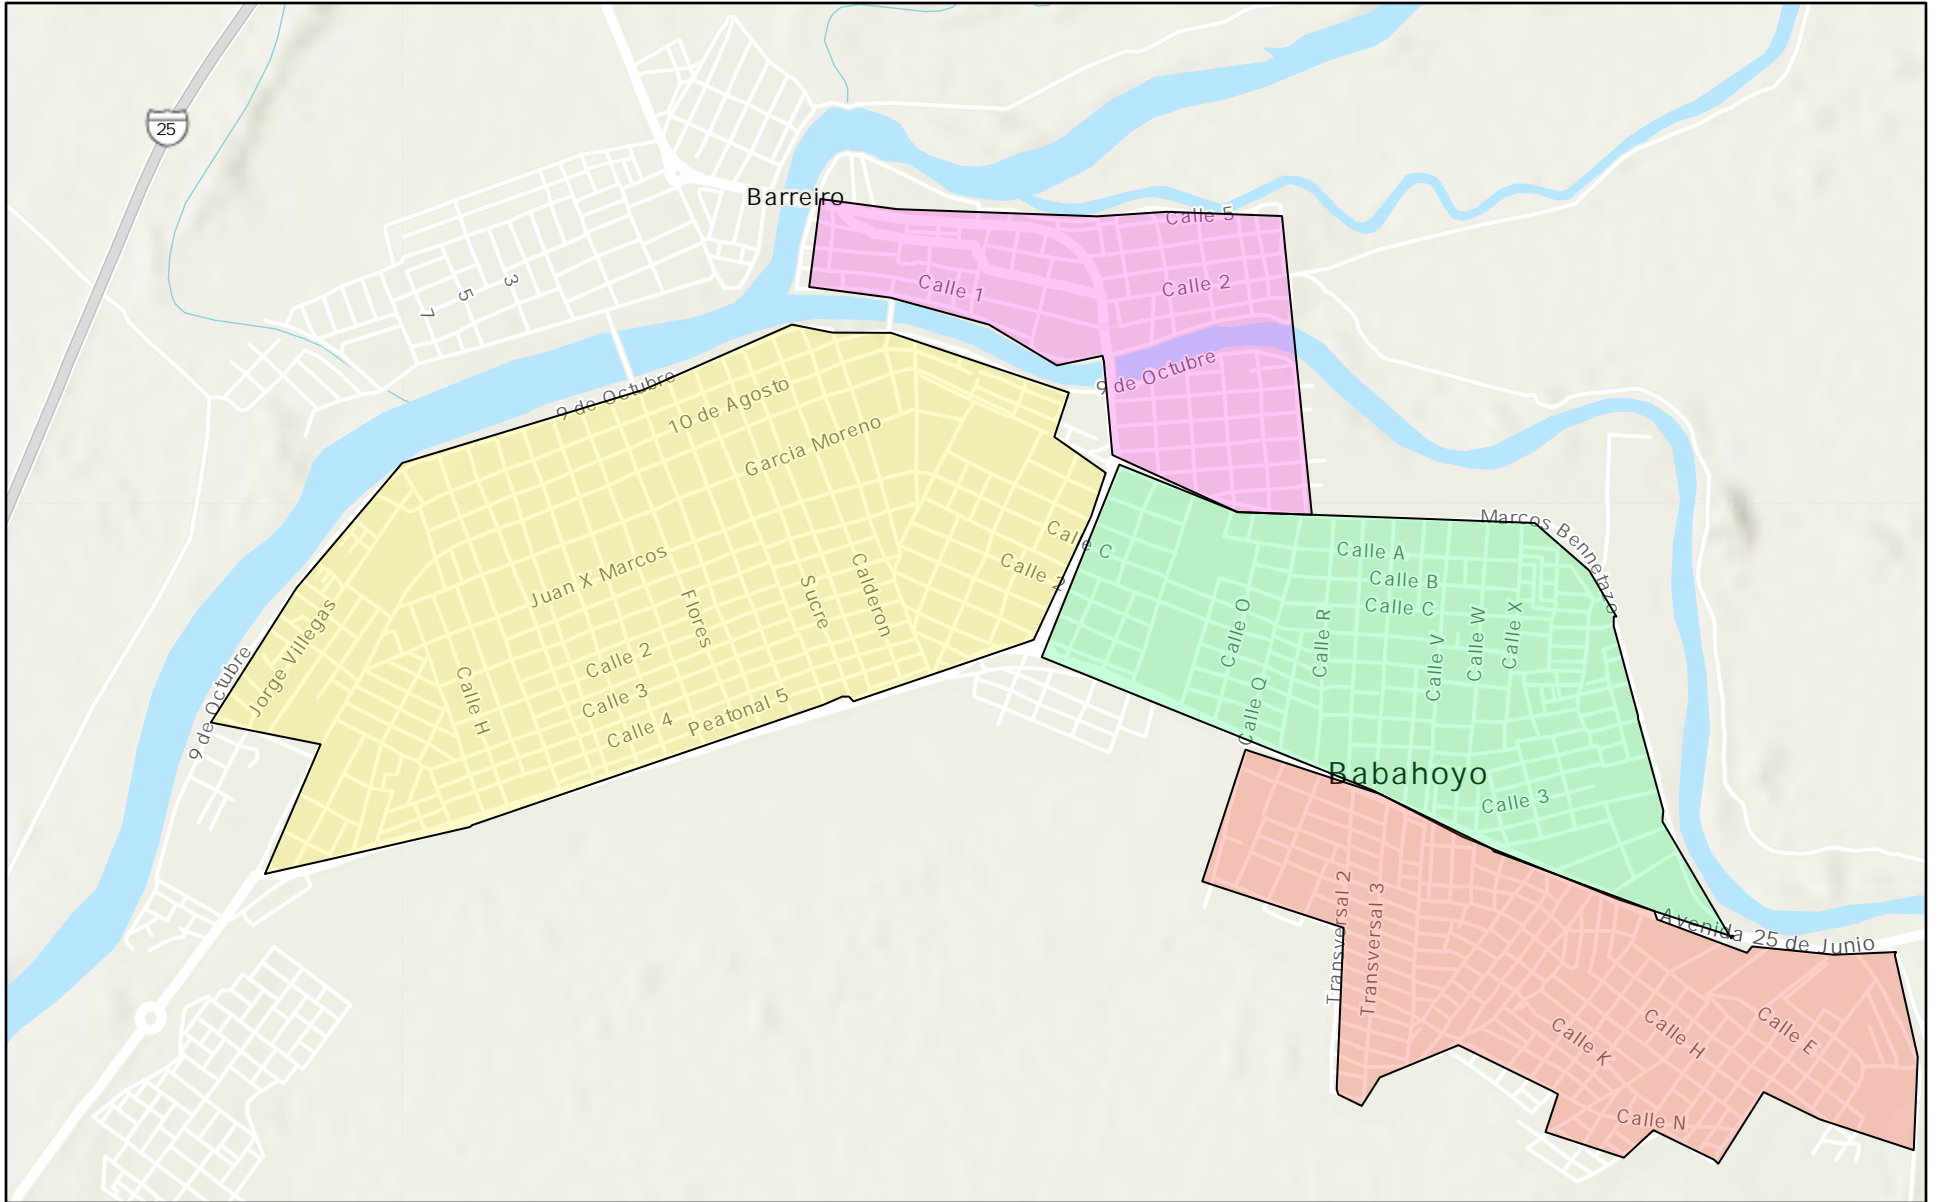 25
Barreiro
Calle 5
3
5
7
Calle 1
Calle 2
9 de Octubre
9 de Octubre
10 de Agosto
Garcia Moreno
Marcos Bennetazo
Calle C
Calle 2
Calle A
Calle B
Calle C
Juan X Marcos
Flores
Sucre
Calderon
Calle O
Calle R
Calle V
Calle W
Calle X
Jorge Villegas
9 de Octubre
Calle H
Calle 2
Calle 3
Calle 4
Peatonal 5
Calle Q
Babahoyo
Calle 3
Transversal 2
Transversal 3
Avenida 25 de Junio
Calle K
Calle H
Calle E
Calle N